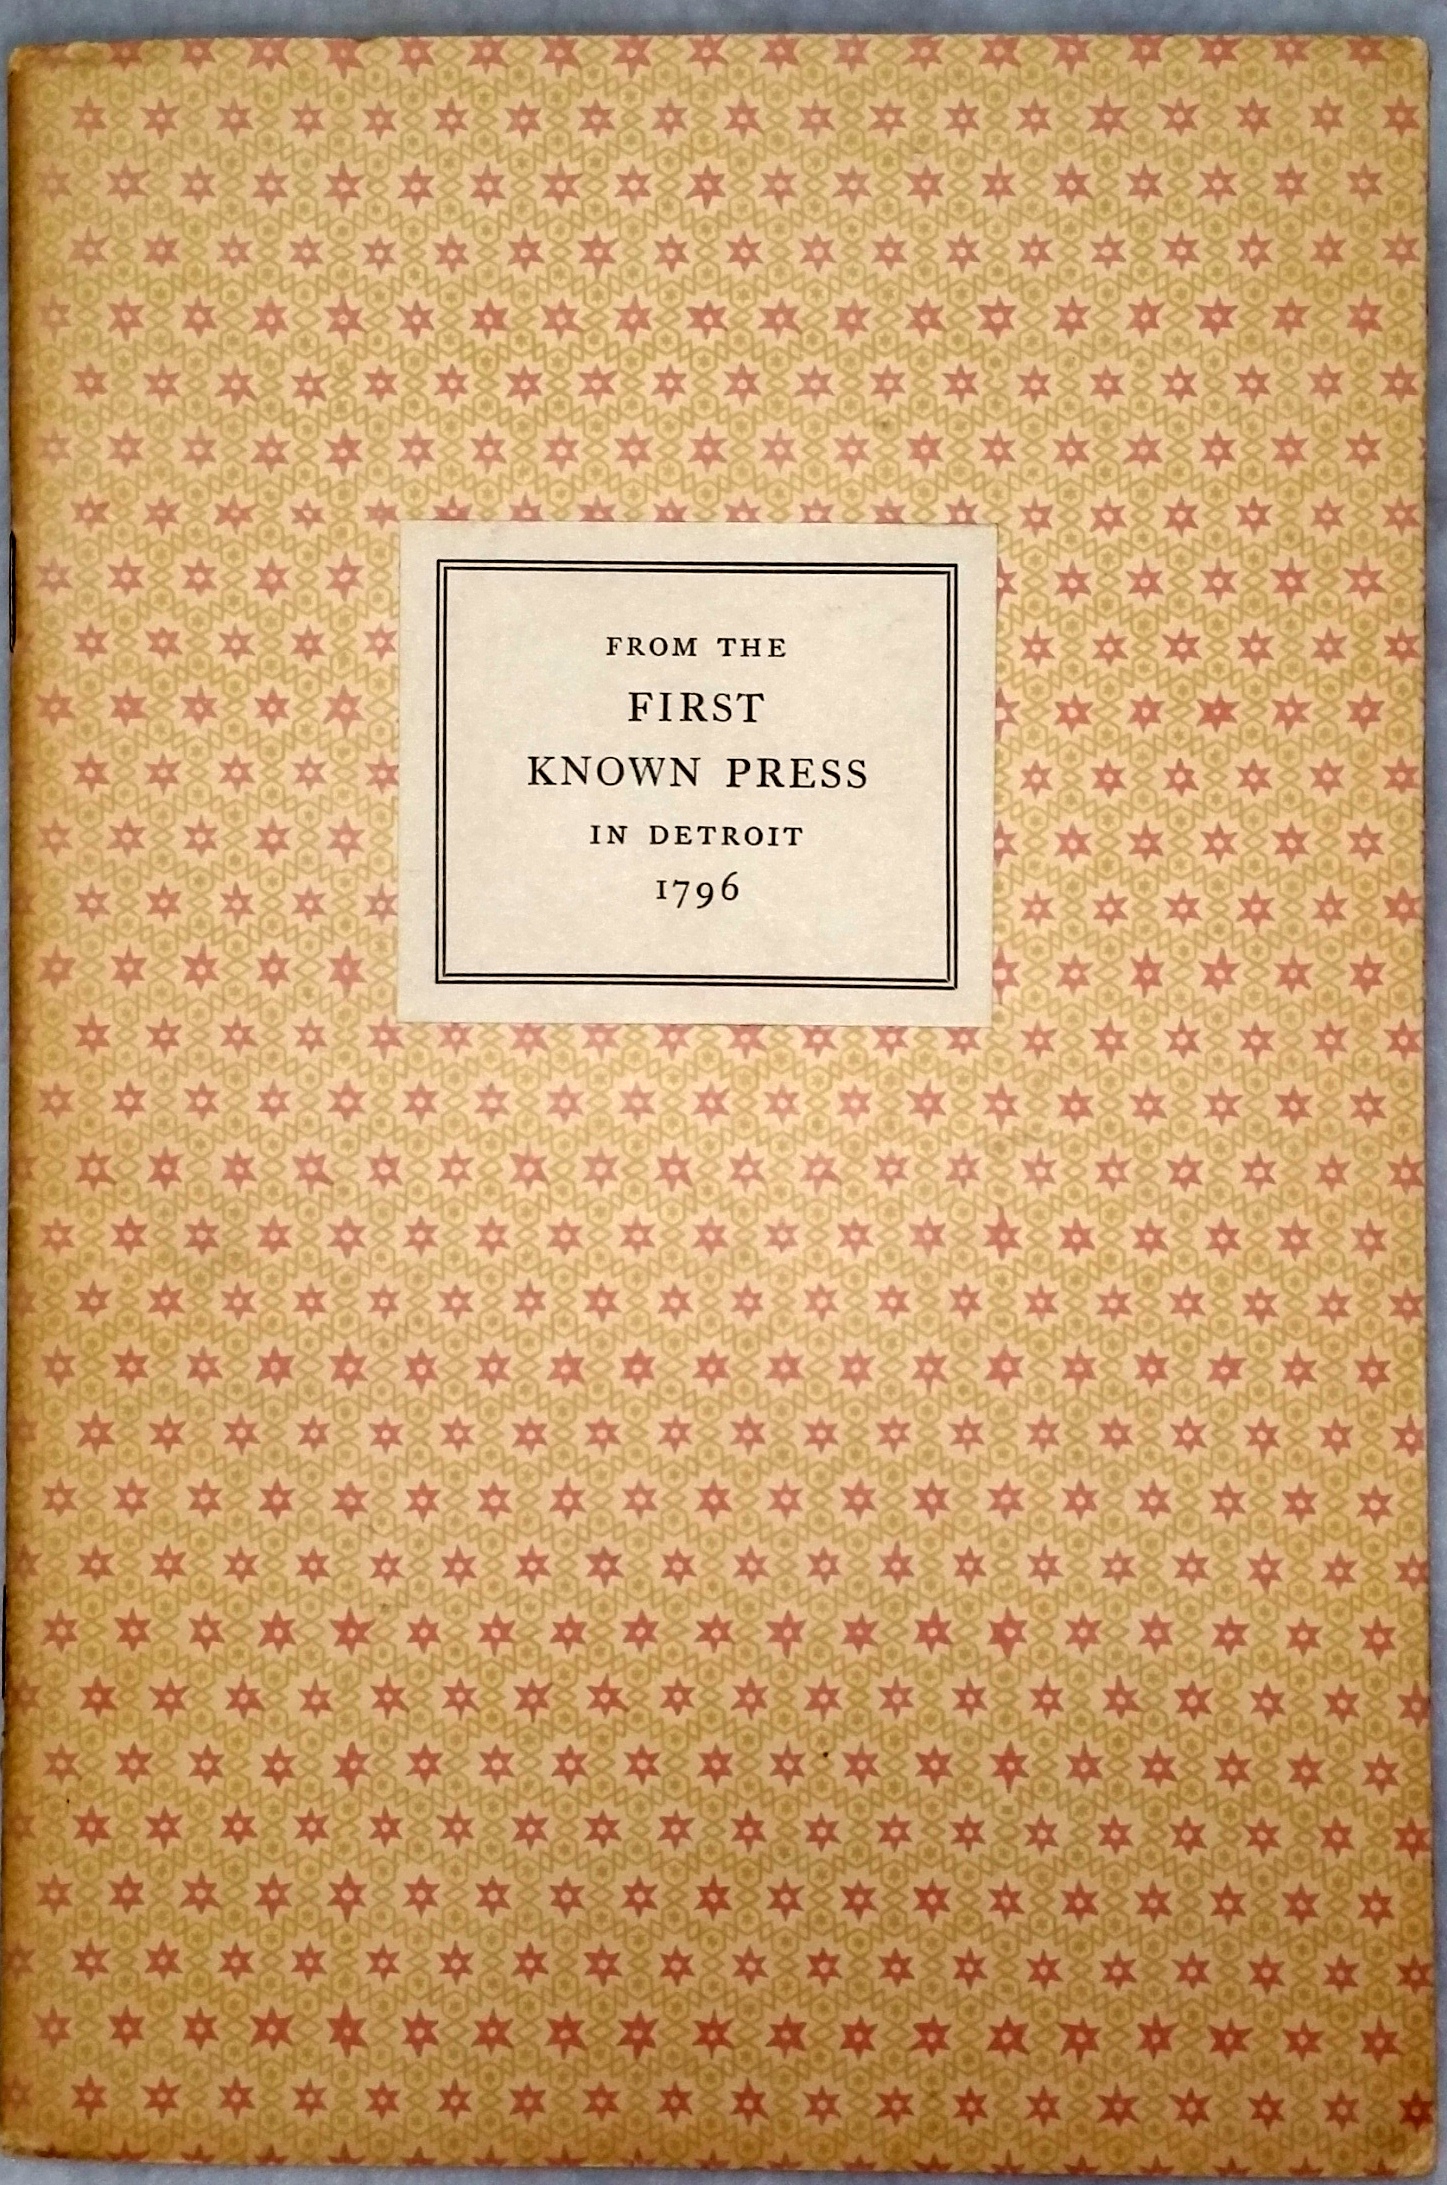 FROM THE
FIRST
KNOWN PRESS
IN DETROIT
1796